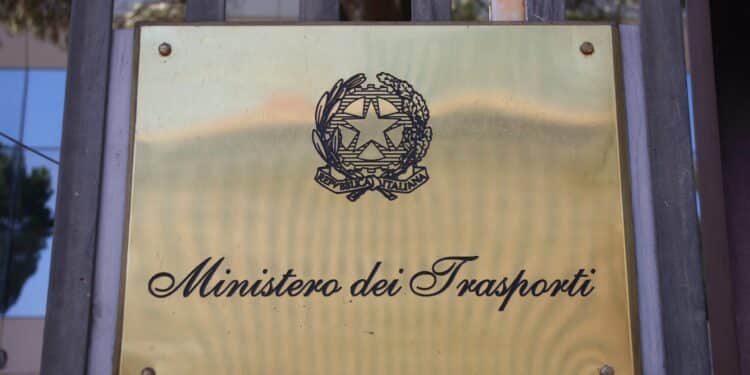 REPVBBLICA ITALIANA
Ministero dei Trasporti